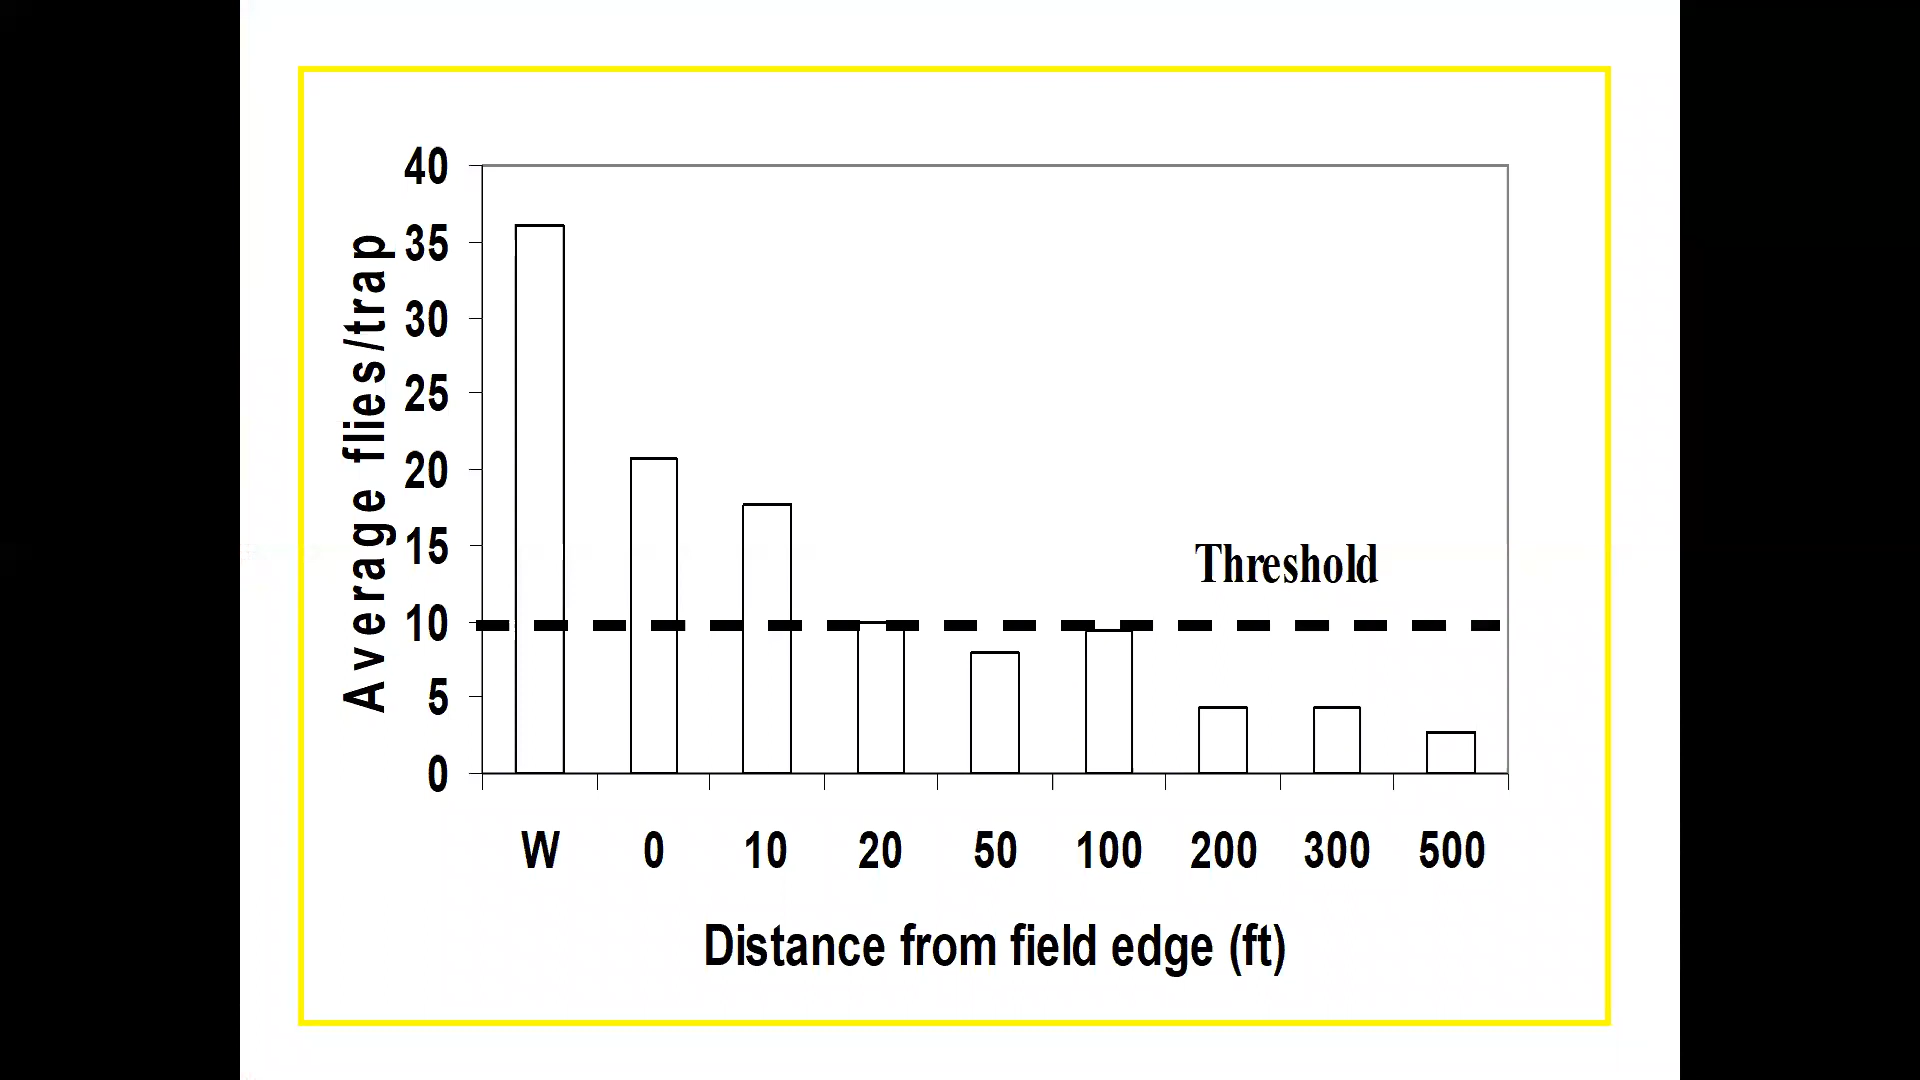 Average flies/trap
40
35
30
25
20
15
10
5
0
Threshold
W 0 10 20 50 100 200 300 500
Distance from field edge (ft)